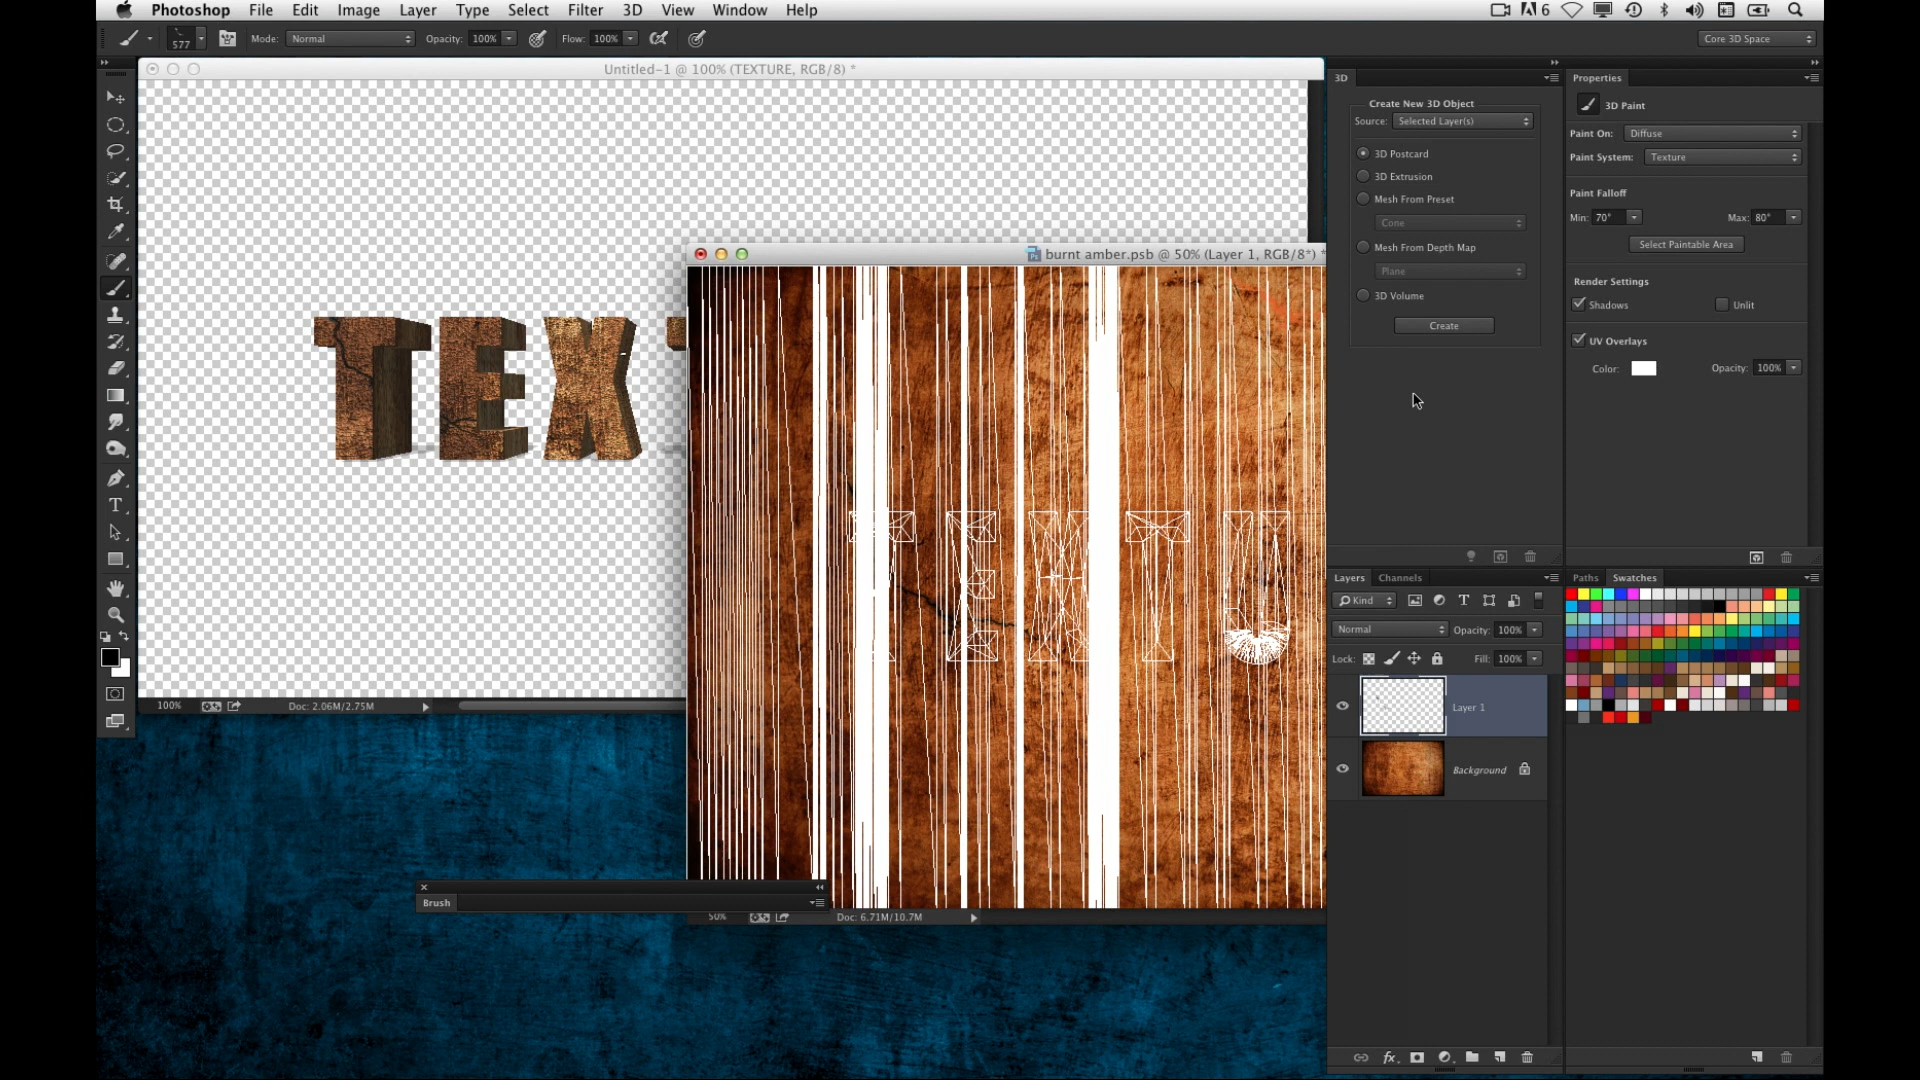 Photoshop File Edit Image Layer Type Select Filter 3D View Window Help 6
577 Mode: Normal Opacity: 100% Flow: 100% Core 3D Space
Untitled-1 @ 100% (TEXTURE, RGB/8) *
burnt amber.psb @ 50% (Layer 1, RGB/8*) *
TEXT
100% Doc: 2.06M/2.75M
50% Doc: 6.71M/10.7M
Brush
3D
Create New 3D Object
Source: Selected Layer(s)
3D Postcard
3D Extrusion
Mesh From Preset
Cone
Mesh From Depth Map
Plane
3D Volume
Create
Properties
3D Paint
Paint On: Diffuse
Paint System: Texture
Paint Falloff
Min: 70° Max: 80°
Select Paintable Area
Render Settings
Shadows Unlit
UV Overlays
Color: Opacity: 100%
Layers Channels
Kind
Normal Opacity: 100%
Lock: Fill: 100%
Layer 1
Background
Paths Swatches